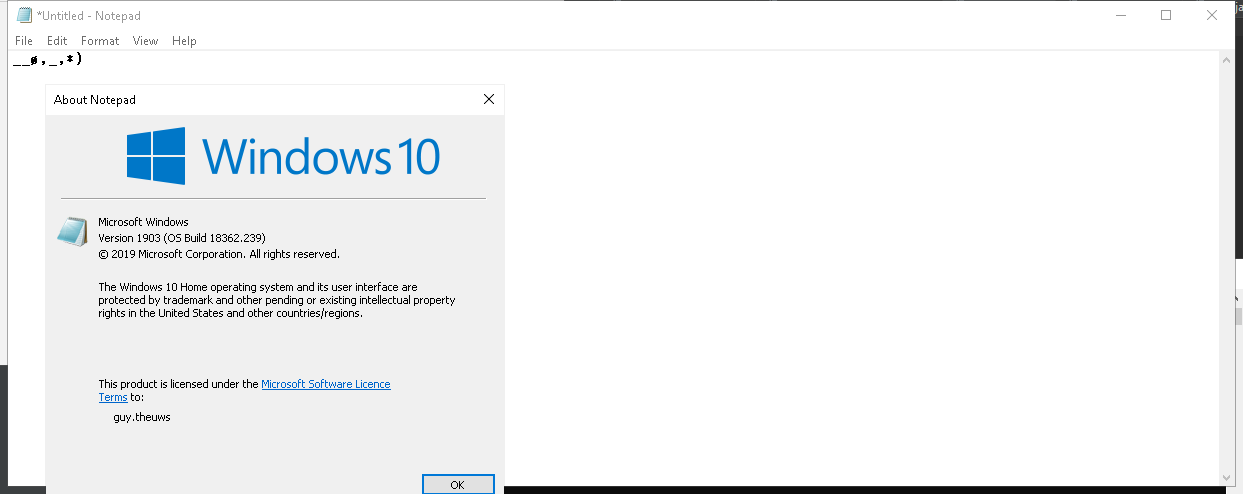 *Untitled - Notepad
File Edit Format View Help
__ø,_,*)
About Notepad
Windows 10
Microsoft Windows
Version 1903 (OS Build 18362.239)
© 2019 Microsoft Corporation. All rights reserved.
The Windows 10 Home operating system and its user interface are
protected by trademark and other pending or existing intellectual property
rights in the United States and other countries/regions.
This product is licensed under the Microsoft Software Licence
Terms to:
guy.theuws
OK